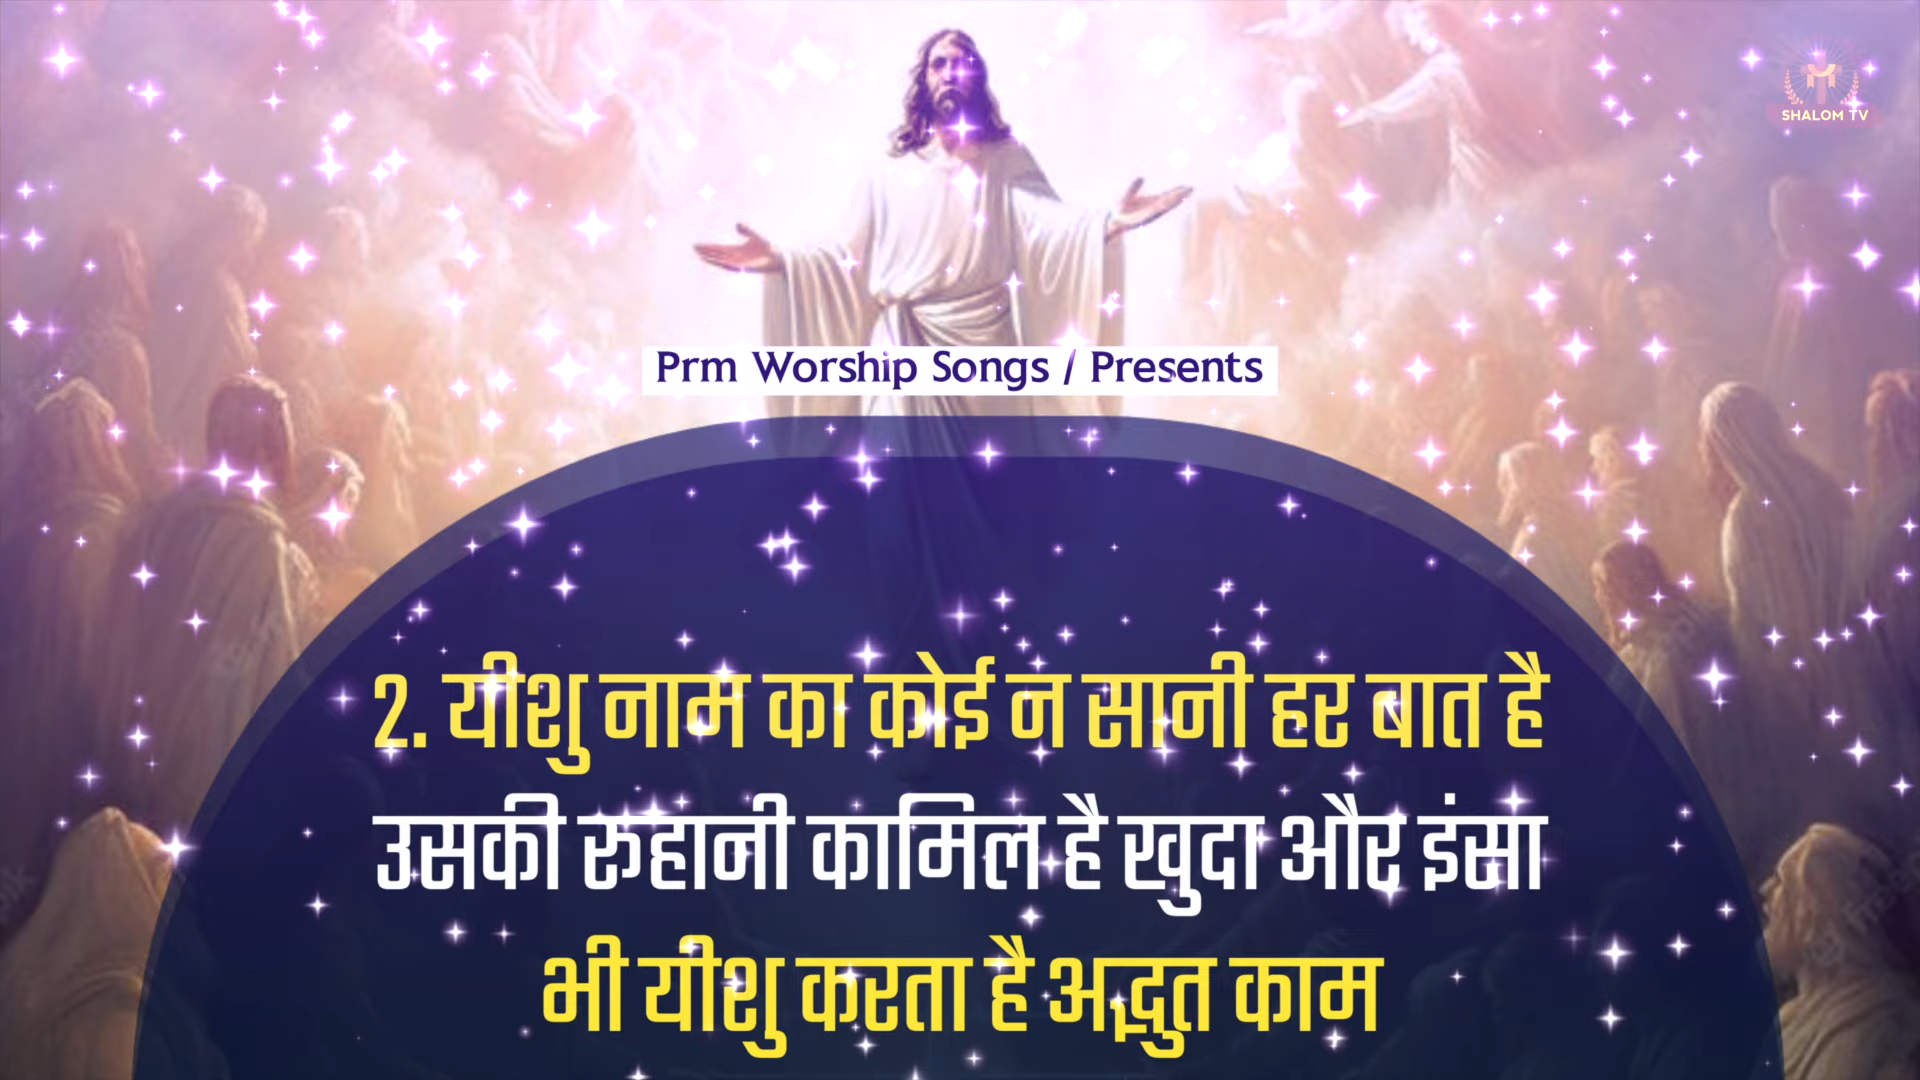 SHALOM TV
Prm Worship Songs / Presents
2. यीशु नाम का कोई न सानी हर बात है
उसकी रुहानी कामिल है खुदा और इंसा
भी यीशु करता है अद्भुत काम